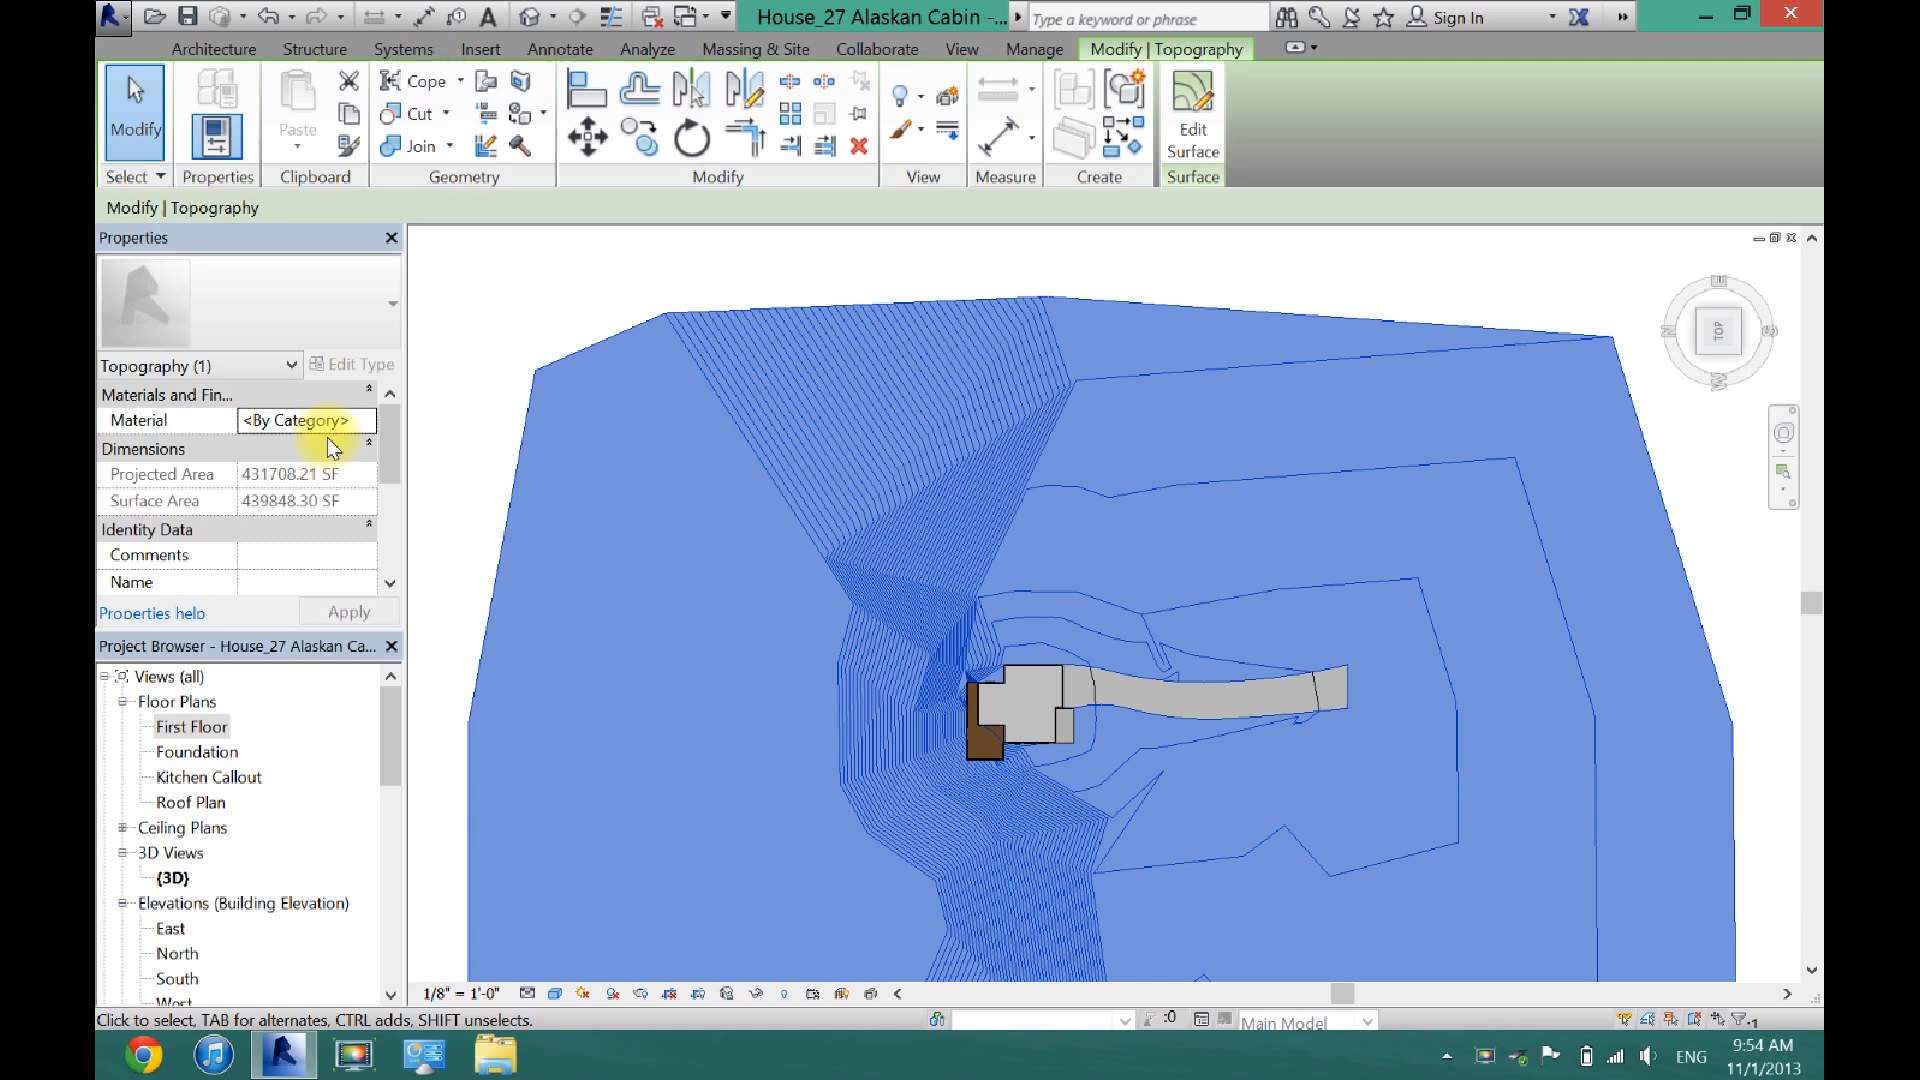 House_27 Alaskan Cabin -...
Type a keyword or phrase
Sign In
Architecture Structure Systems Insert Annotate Analyze Massing & Site Collaborate View Manage Modify | Topography
Modify
Paste
Cope
Cut
Join
Edit
Surface
Select Properties Clipboard Geometry Modify View Measure Create Surface
Modify | Topography
Properties
Topography (1)
Edit Type
Materials and Fin...
Material <By Category>
Dimensions
Projected Area 431708.21 SF
Surface Area 439848.30 SF
Identity Data
Comments
Name
Properties help
Apply
Project Browser - House_27 Alaskan Ca...
Views (all)
Floor Plans
First Floor
Foundation
Kitchen Callout
Roof Plan
Ceiling Plans
3D Views
{3D}
Elevations (Building Elevation)
East
North
South
West
TOP
N
S
W
1/8" = 1'-0"
Click to select, TAB for alternates, CTRL adds, SHIFT unselects.
:0
Main Model
ENG
9:54 AM
11/1/2013